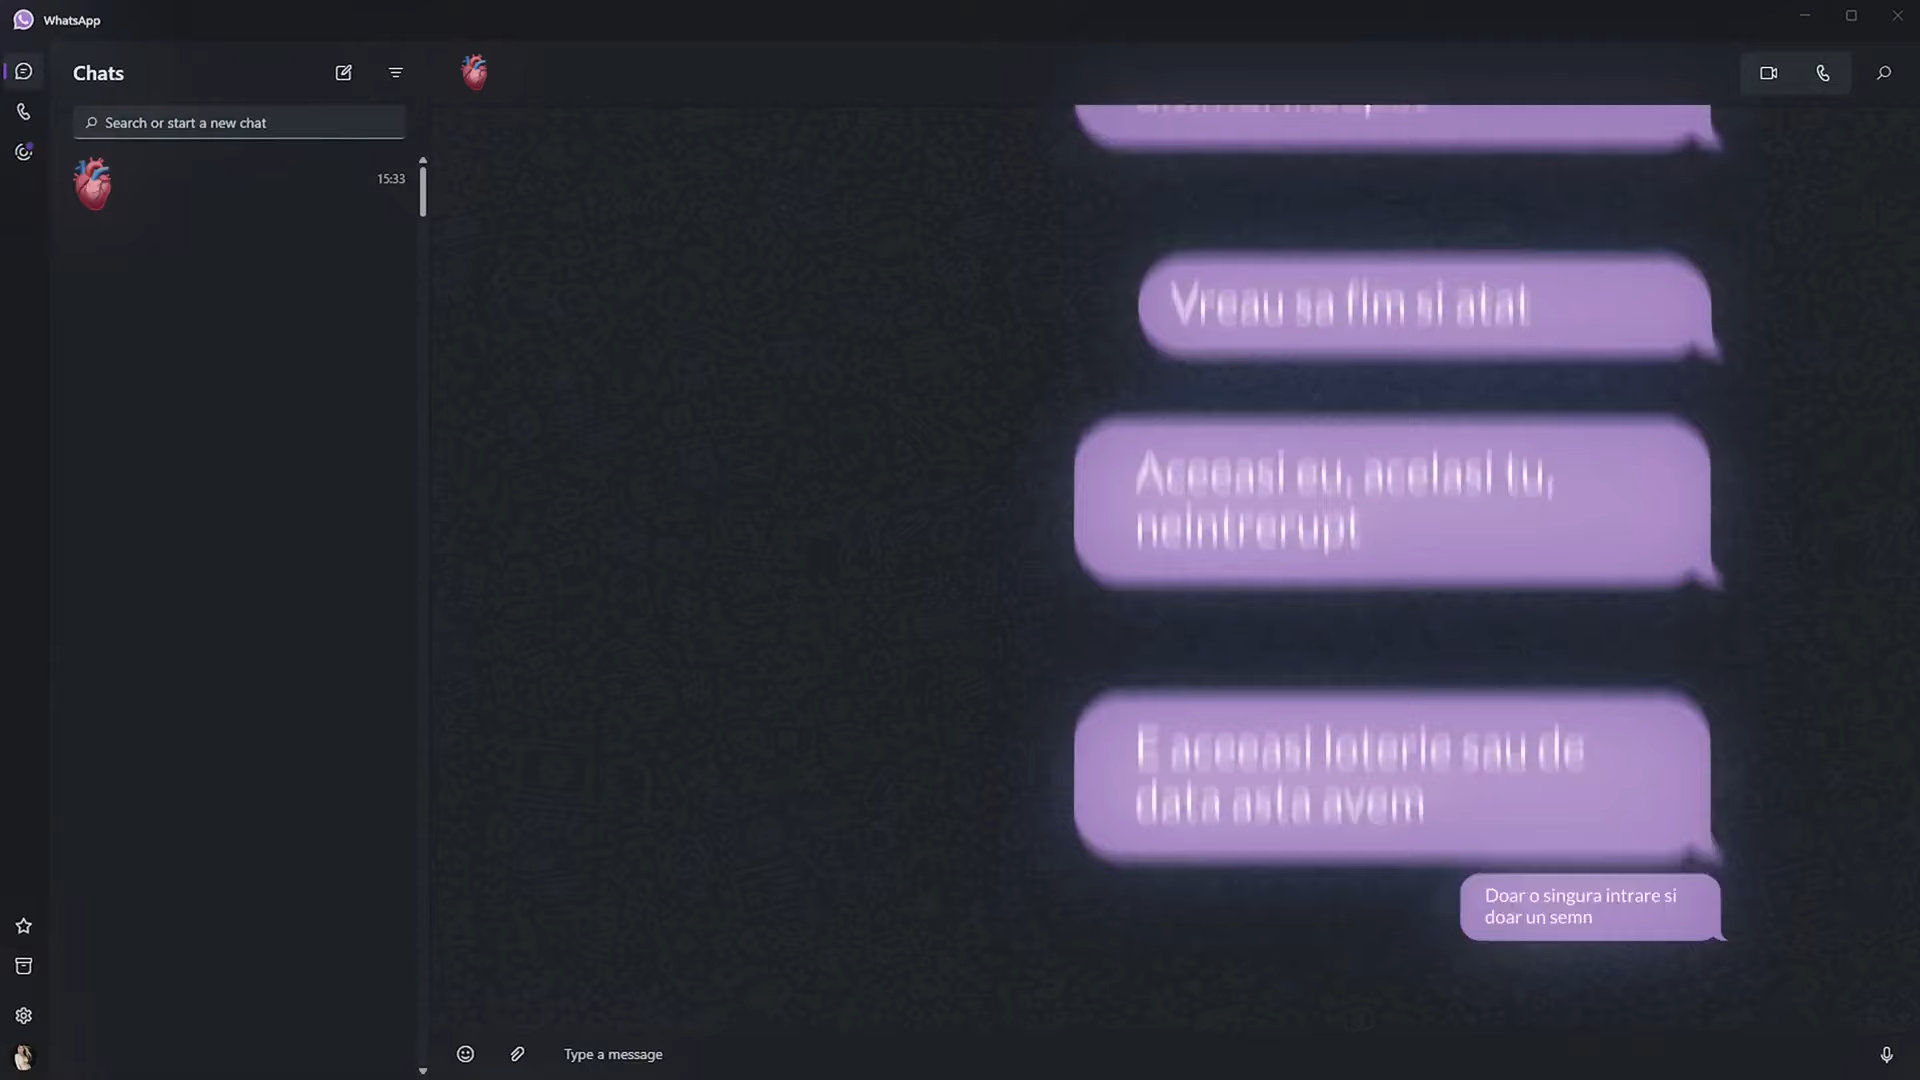 WhatsApp
Chats
Search or start a new chat
15:33
Vreau sa fim si atat
Aceeasi eu, acelasi tu,
neintrerupt
E aceeasi loterie sau de
data asta avem
Doar o singura intrare si
doar un semn
Type a message